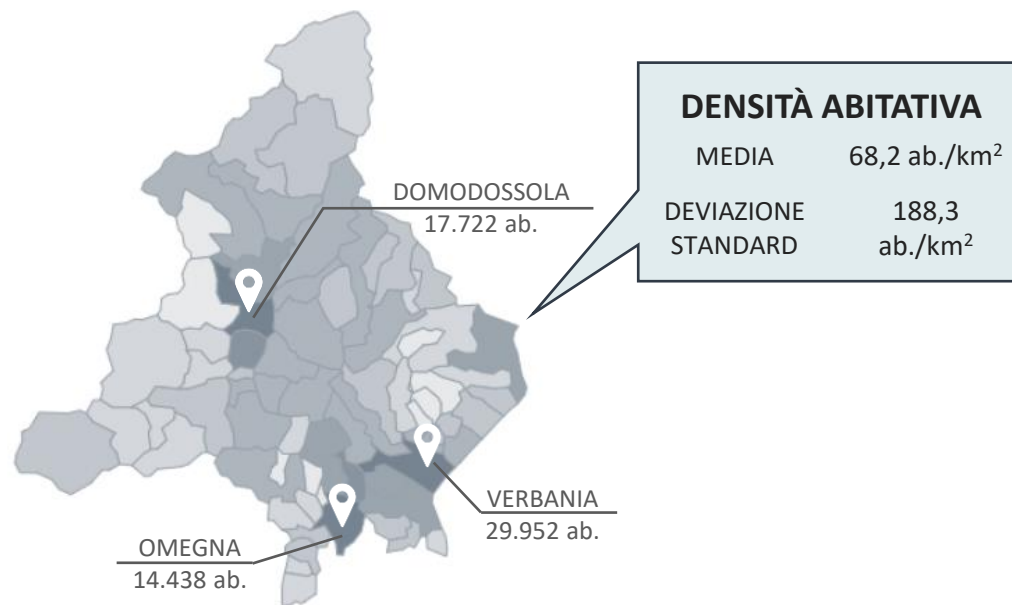 DENSITÀ ABITATIVA
MEDIA 68,2 ab./km²
DEVIAZIONE STANDARD 188,3 ab./km²
DOMODOSSOLA
17.722 ab.
VERBANIA
29.952 ab.
OMEGNA
14.438 ab.